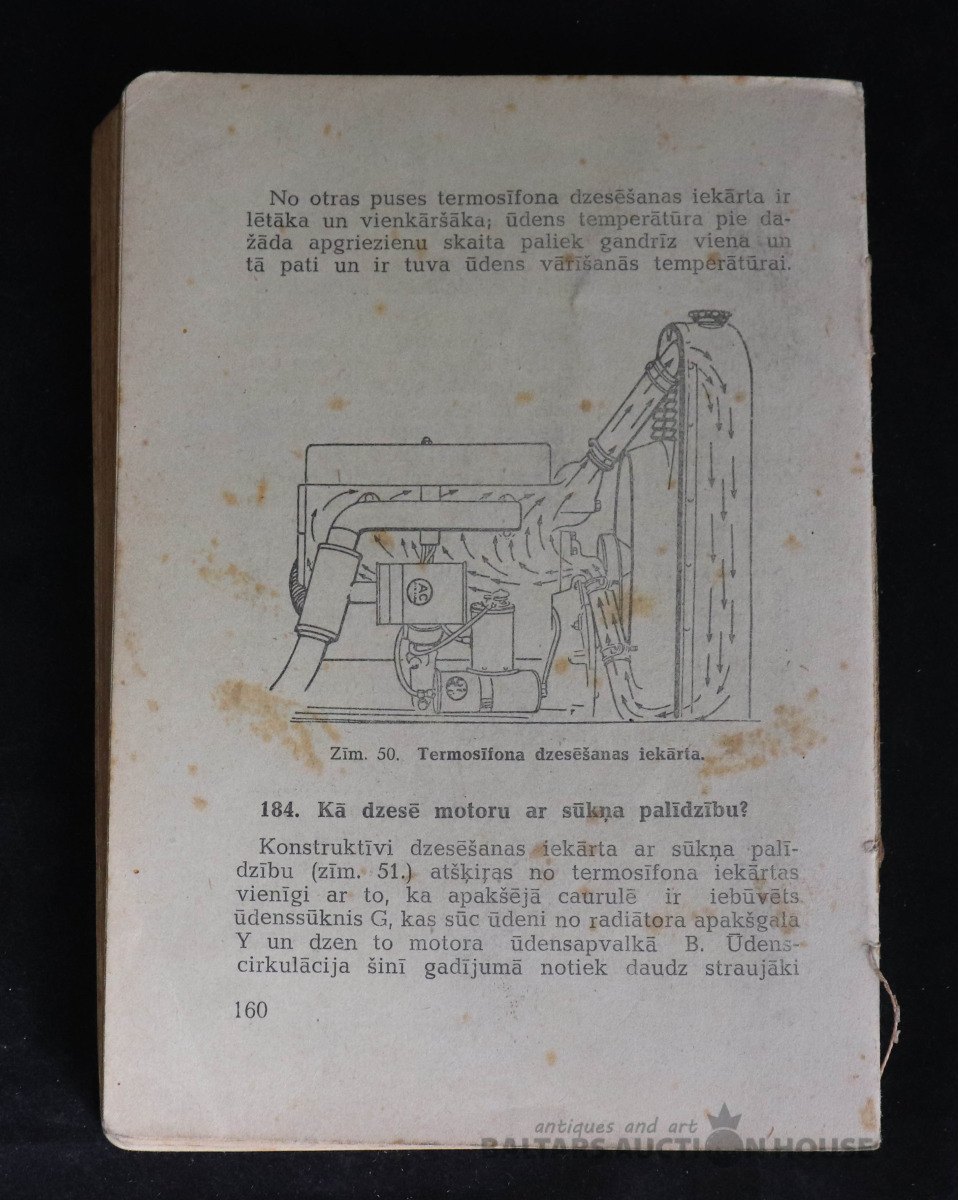 No otras puses termosīfona dzesēšanas iekārta ir
lētāka un vienkāršāka; ūdens temperātūra pie da-
žāda apgriezienu skaita paliek gandrīz viena un
tā pati un ir tuva ūdens vārīšanās temperātūrai.
AC
Zīm. 50. Termosīfona dzesēšanas iekārta.
184. Kā dzesē motoru ar sūkņa palīdzību?
Konstruktīvi dzesēšanas iekārta ar sūkņa palī-
dzību (zīm. 51.) atšķiŗas no termosīfona iekārtas
vienīgi ar to, ka apakšējā caurulē ir iebūvēts
ūdenssūknis G, kas sūc ūdeni no radiātora apakšgala
Y un dzen to motora ūdensapvalkā B. Ūdens-
cirkulācija šinī gadījumā notiek daudz straujāki
160
antiques and art
BALTARS AUCTION HOUSE